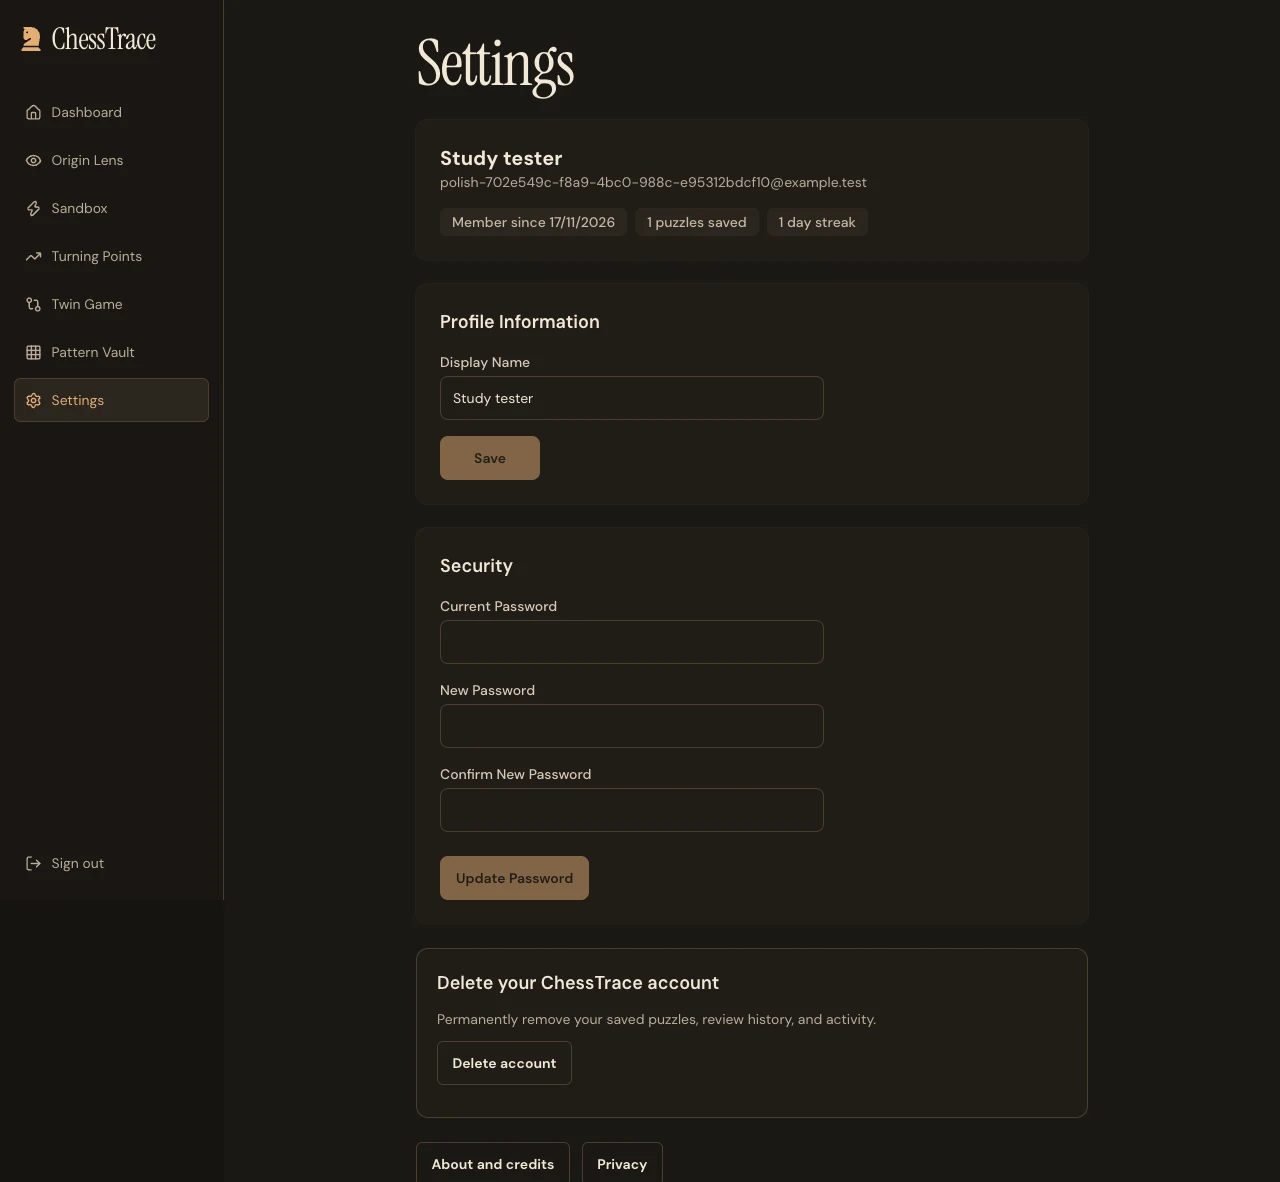 ChessTrace
Dashboard
Origin Lens
Sandbox
Turning Points
Twin Game
Pattern Vault
Settings
Sign out
Settings
Study tester
polish-702e549c-f8a9-4bc0-988c-e95312bdcf10@example.test
Member since 17/11/2026
1 puzzles saved
1 day streak
Profile Information
Display Name
Study tester
Save
Security
Current Password
New Password
Confirm New Password
Update Password
Delete your ChessTrace account
Permanently remove your saved puzzles, review history, and activity.
Delete account
About and credits
Privacy